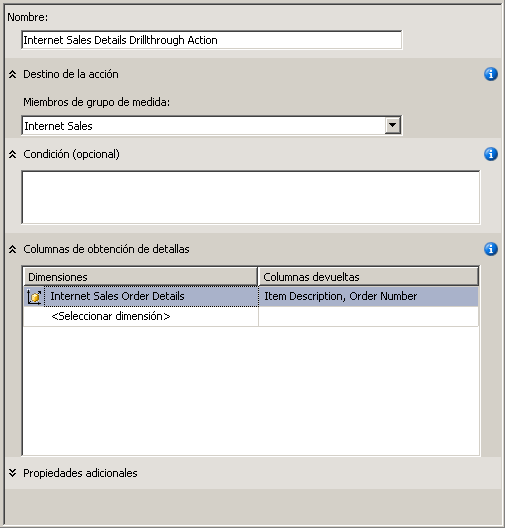 Nombre:
Internet Sales Details Drillthrough Action
Destino de la acción
Miembros de grupo de medida:
Internet Sales
Condición (opcional)
Columnas de obtención de detallas
Dimensiones Columnas devueltas
Internet Sales Order Details Item Description, Order Number
<Seleccionar dimensión>
Propiedades adicionales